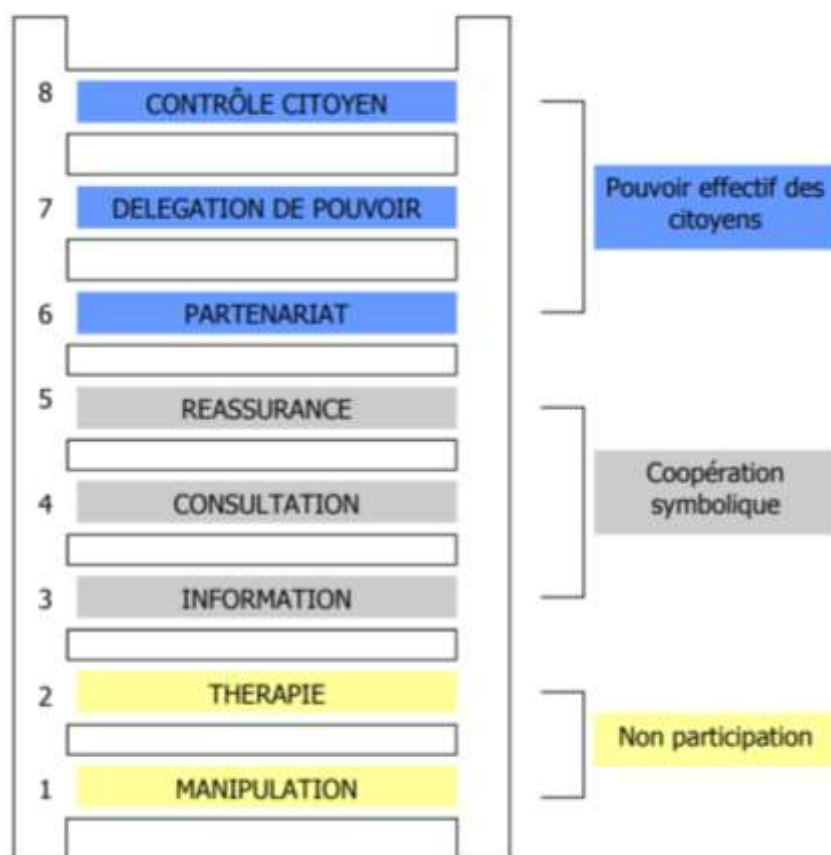 8
CONTRÔLE CITOYEN
7
DELEGATION DE POUVOIR
Pouvoir effectif des
citoyens
6
PARTENARIAT
5
REASSURANCE
4
CONSULTATION
Coopération
symbolique
3
INFORMATION
2
THERAPIE
Non participation
1
MANIPULATION